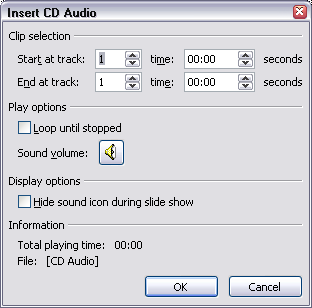 Insert CD Audio
Clip selection
Start at track: 1 time: 00:00 seconds
End at track: 1 time: 00:00 seconds
Play options
Loop until stopped
Sound volume:
Display options
Hide sound icon during slide show
Information
Total playing time: 00:00
File: [CD Audio]
OK Cancel